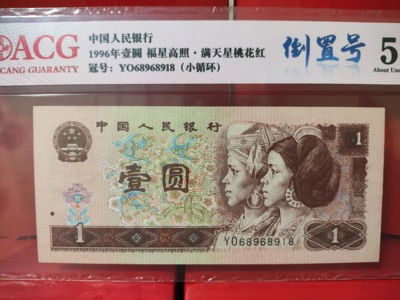 ACG
CANG GUARANTY
中国人民银行
1996年壹圆 福星高照·满天星桃花红
冠号：YO68968918（小循环）
倒置号
5
About Unc
中国人民银行
1
壹圆
1
YO68968918